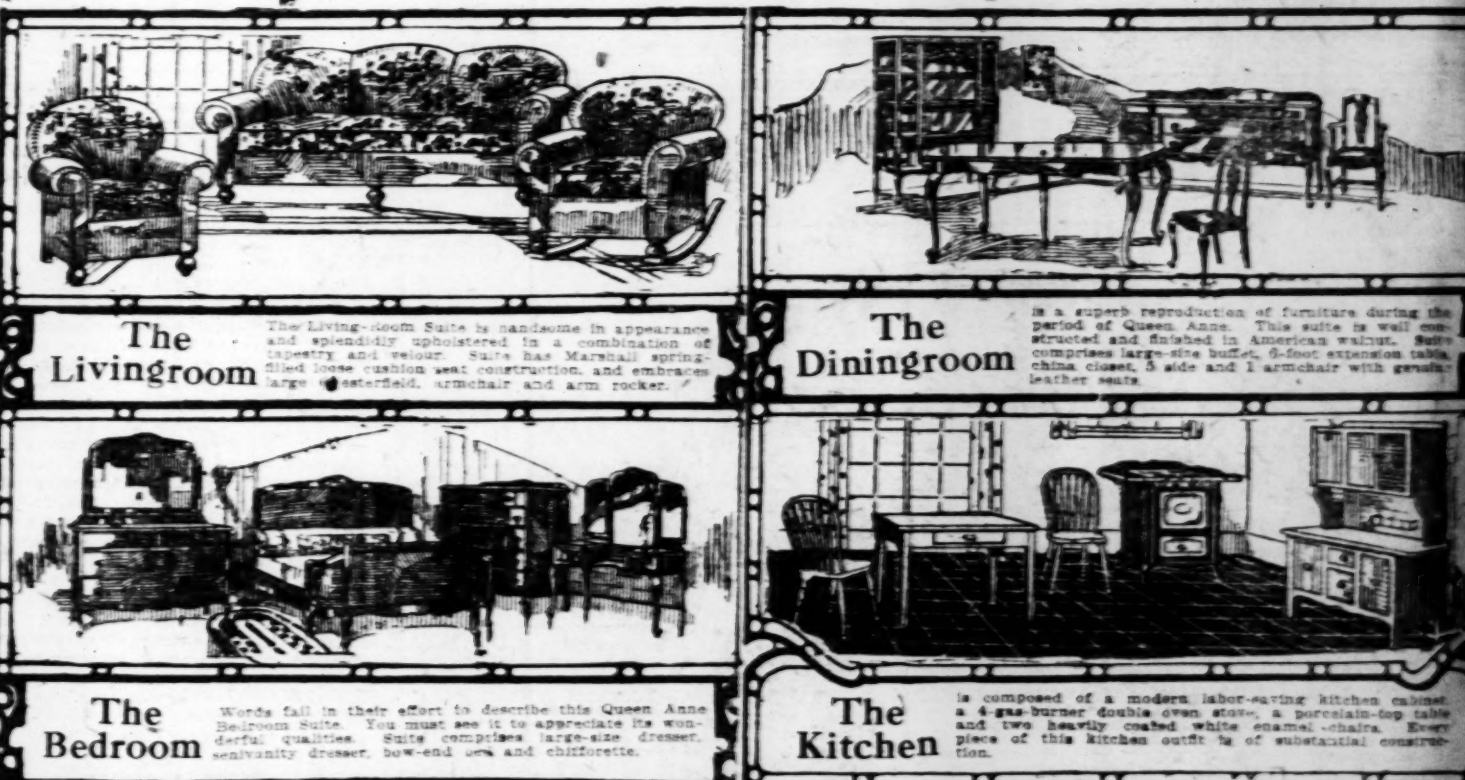 The
Livingroom
The Living-room Suite is handsome in appearance
and splendidly upholstered in a combination of
tapestry and velour. Suite has Marshall spring-
filled loose cushion seat construction, and embraces
large chesterfield, armchair and arm rocker.
The
Diningroom
is a superb reproduction of furniture during the
period of Queen Anne. This suite is well con-
structed and finished in American walnut. Suite
comprises large-size buffet, 6-foot extension table,
china closet, 5 side and 1 armchair with genuine
leather seats.
The
Bedroom
Words fail in their effort to describe this Queen Anne
Bedroom Suite. You must see it to appreciate its won-
derful qualities. Suite comprises large-size dresser,
semivanity dresser, bow-end bed and chifforette.
The
Kitchen
is composed of a modern labor-saving kitchen cabinet,
a 4-gas-burner double oven stove, a porcelain-top table
and two heavily coated white enamel chairs. Every
piece of this kitchen outfit is of substantial construc-
tion.